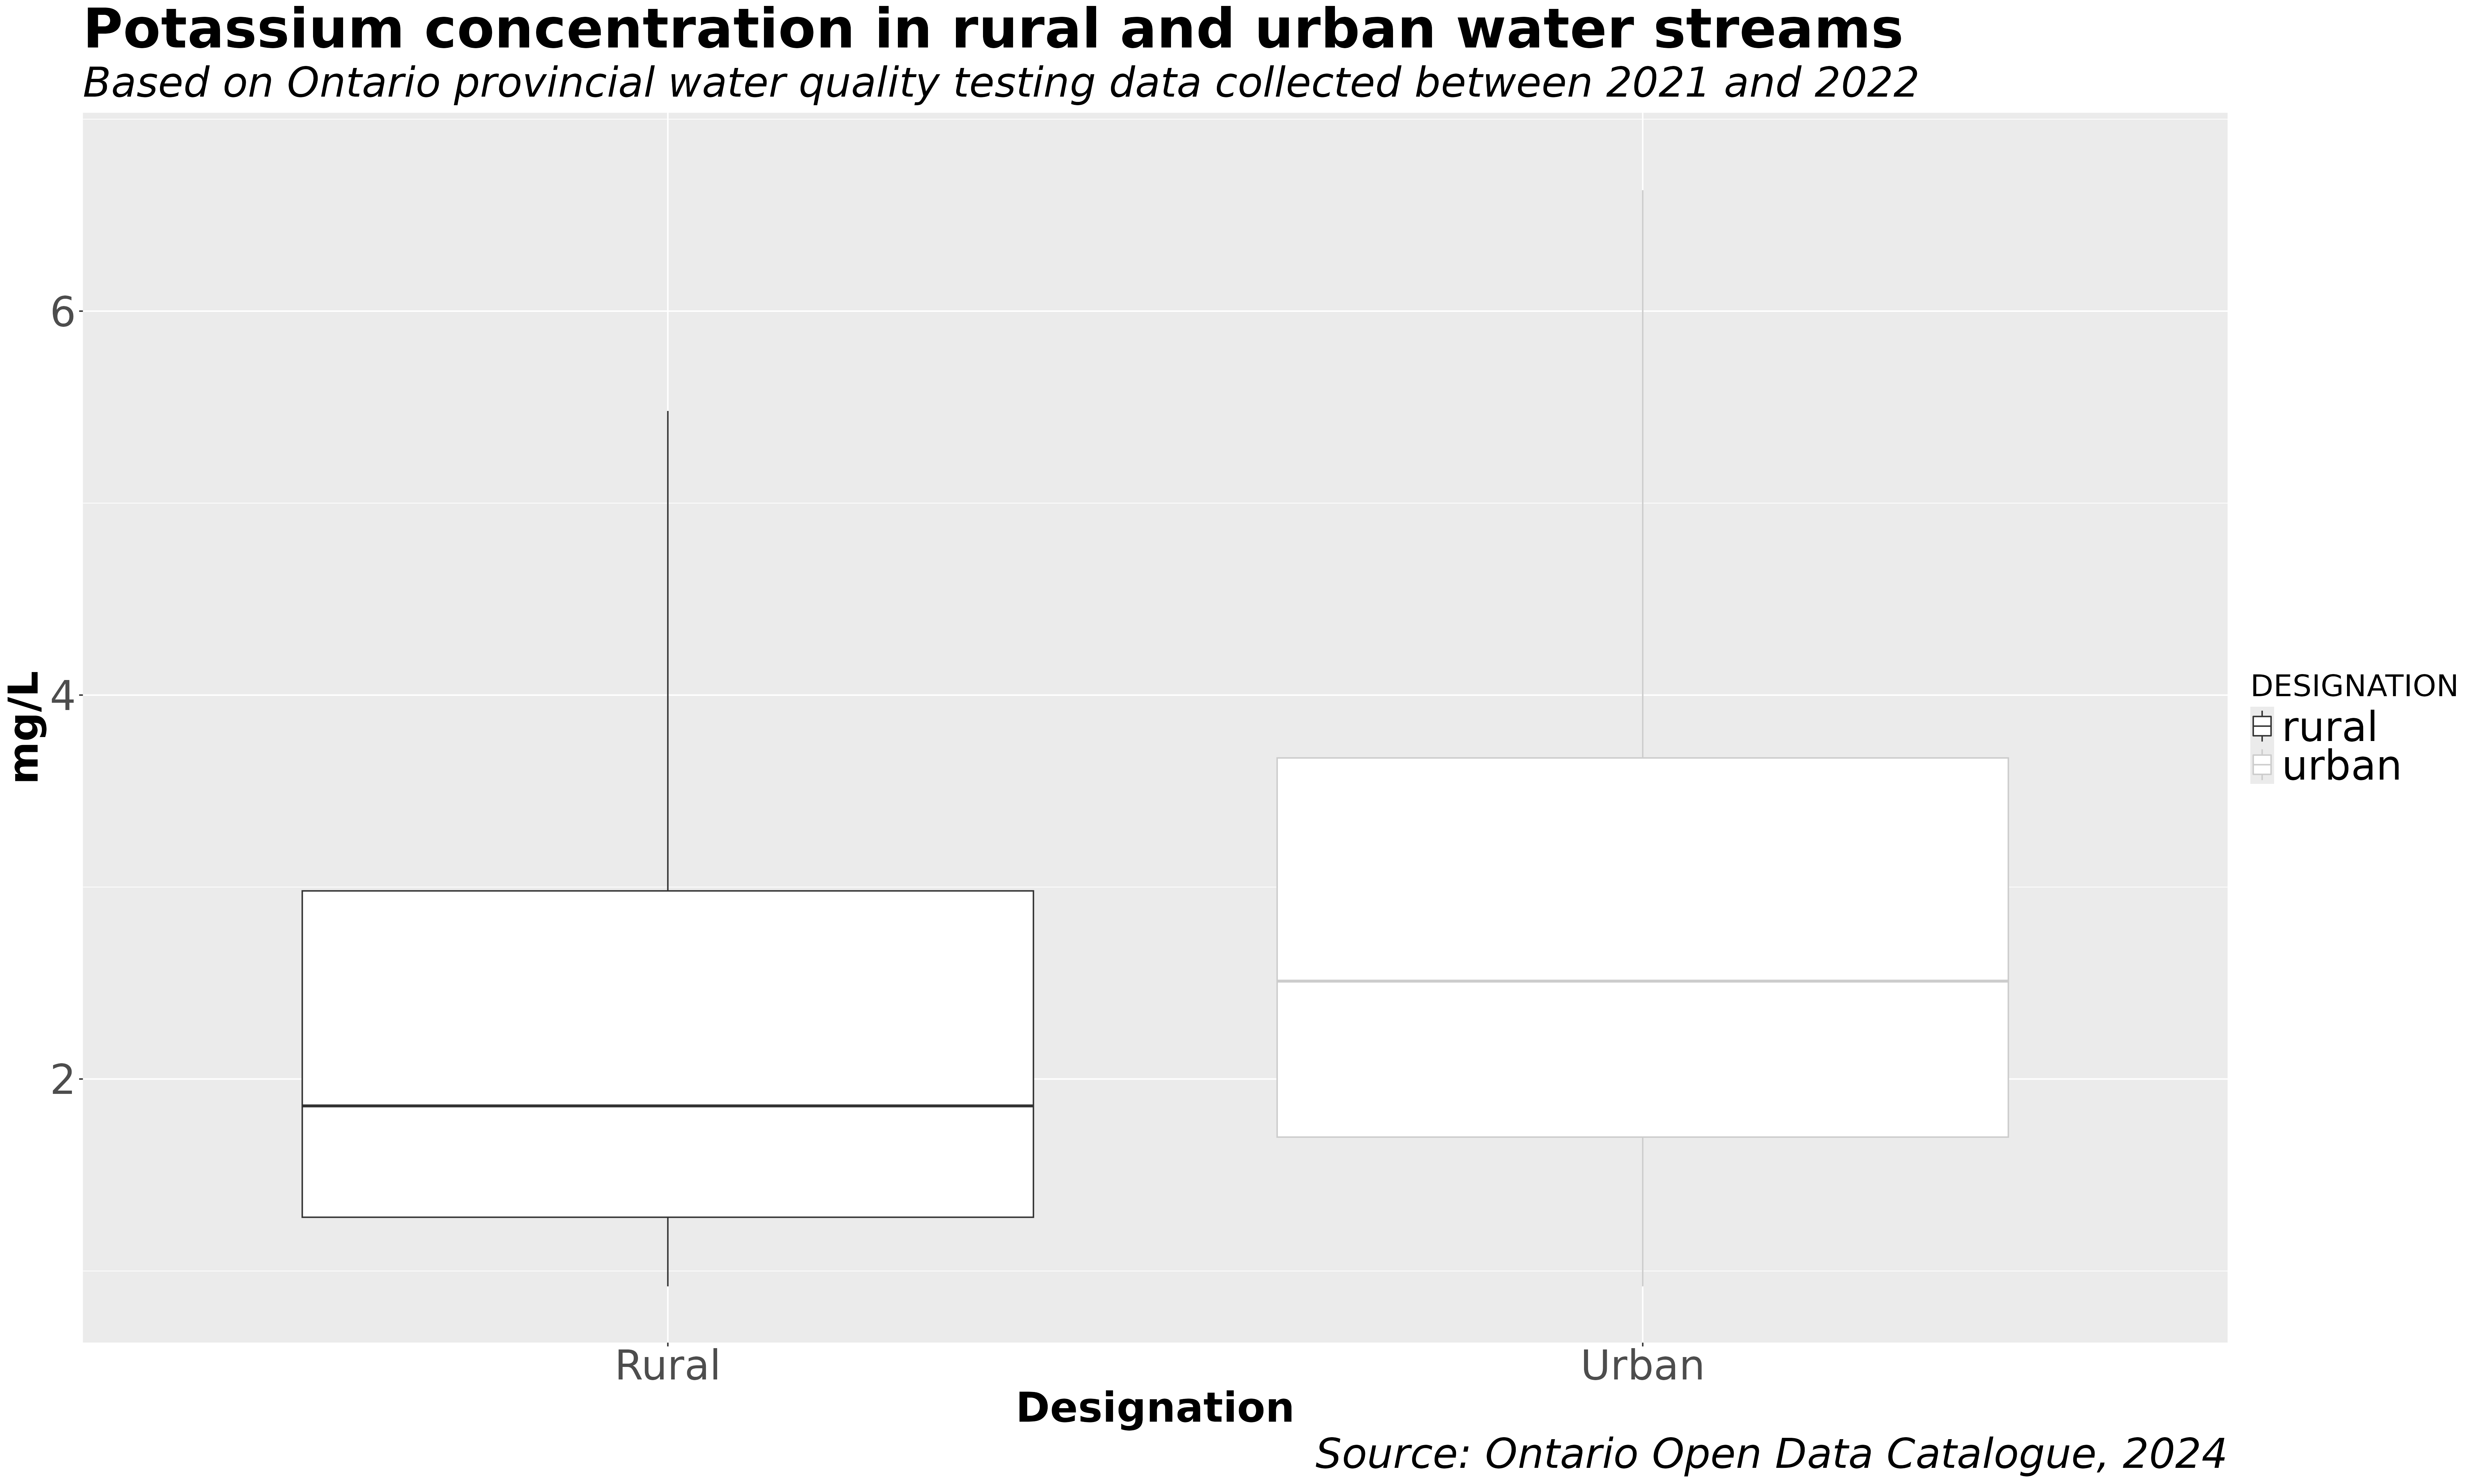 Potassium concentration in rural and urban water streams
Based on Ontario provincial water quality testing data collected between 2021 and 2022
6
4
2
mg/L
DESIGNATION
rural
urban
Rural
Urban
Designation
Source: Ontario Open Data Catalogue, 2024